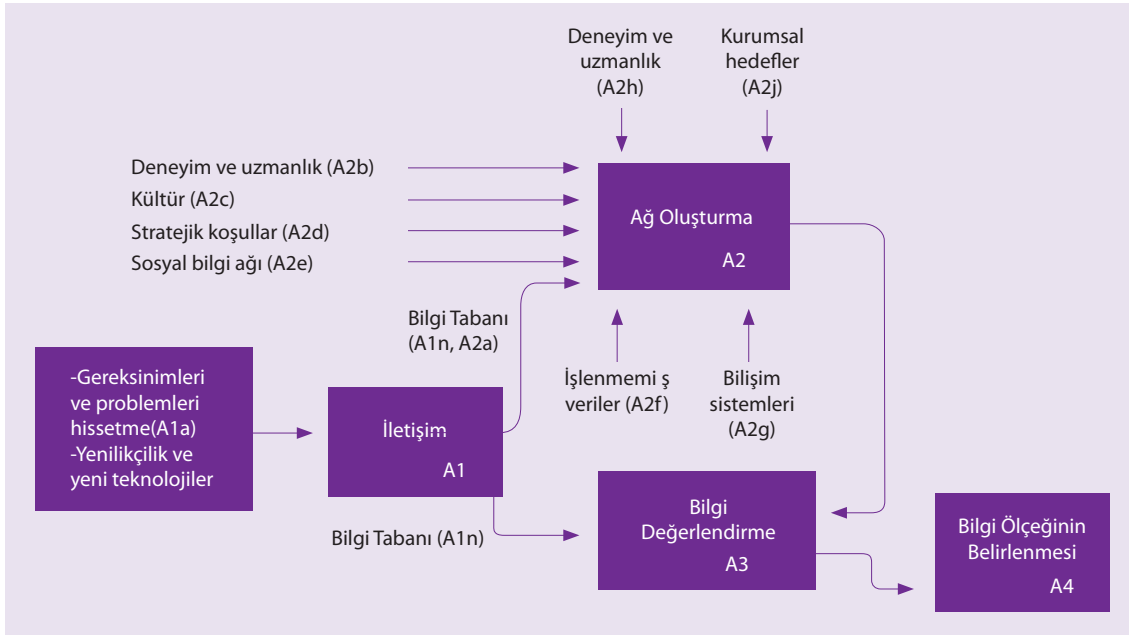 Deneyim ve
uzmanlık
(A2h)
Kurumsal
hedefler
(A2j)
Deneyim ve uzmanlık (A2b)
Kültür (A2c)
Stratejik koşullar (A2d)
Sosyal bilgi ağı (A2e)
Ağ Oluşturma
A2
Bilgi Tabanı
(A1n, A2a)
İşlenmemi ş
veriler (A2f)
Bilişim
sistemleri
(A2g)
-Gereksinimleri
ve problemleri
hissetme(A1a)
-Yenilikçilik ve
yeni teknolojiler
İletişim
A1
Bilgi Tabanı (A1n)
Bilgi
Değerlendirme
A3
Bilgi Ölçeğinin
Belirlenmesi
A4